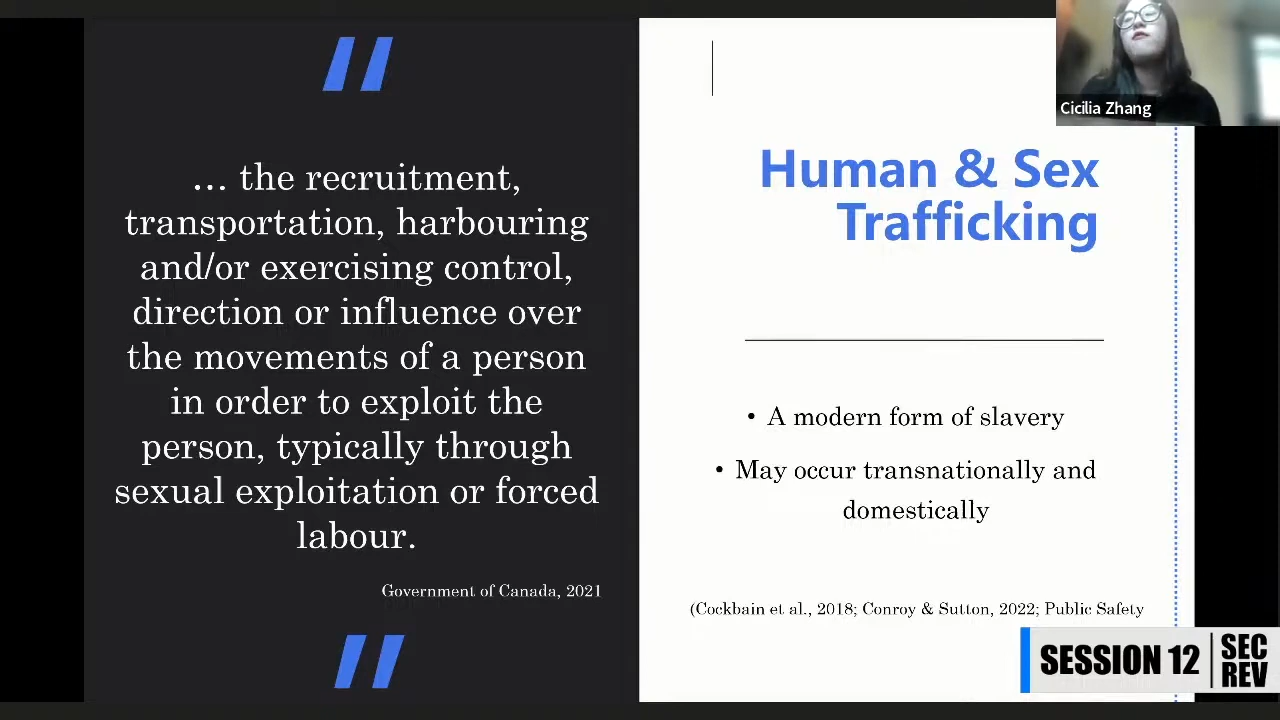 … the recruitment,
transportation, harbouring
and/or exercising control,
direction or influence over
the movements of a person
in order to exploit the
person, typically through
sexual exploitation or forced
labour.
Government of Canada, 2021
Human & Sex
Trafficking
• A modern form of slavery
• May occur transnationally and
domestically
(Cockbain et al., 2018; Conroy & Sutton, 2022; Public Safety
Cicilia Zhang
SESSION 12
SEC
REV